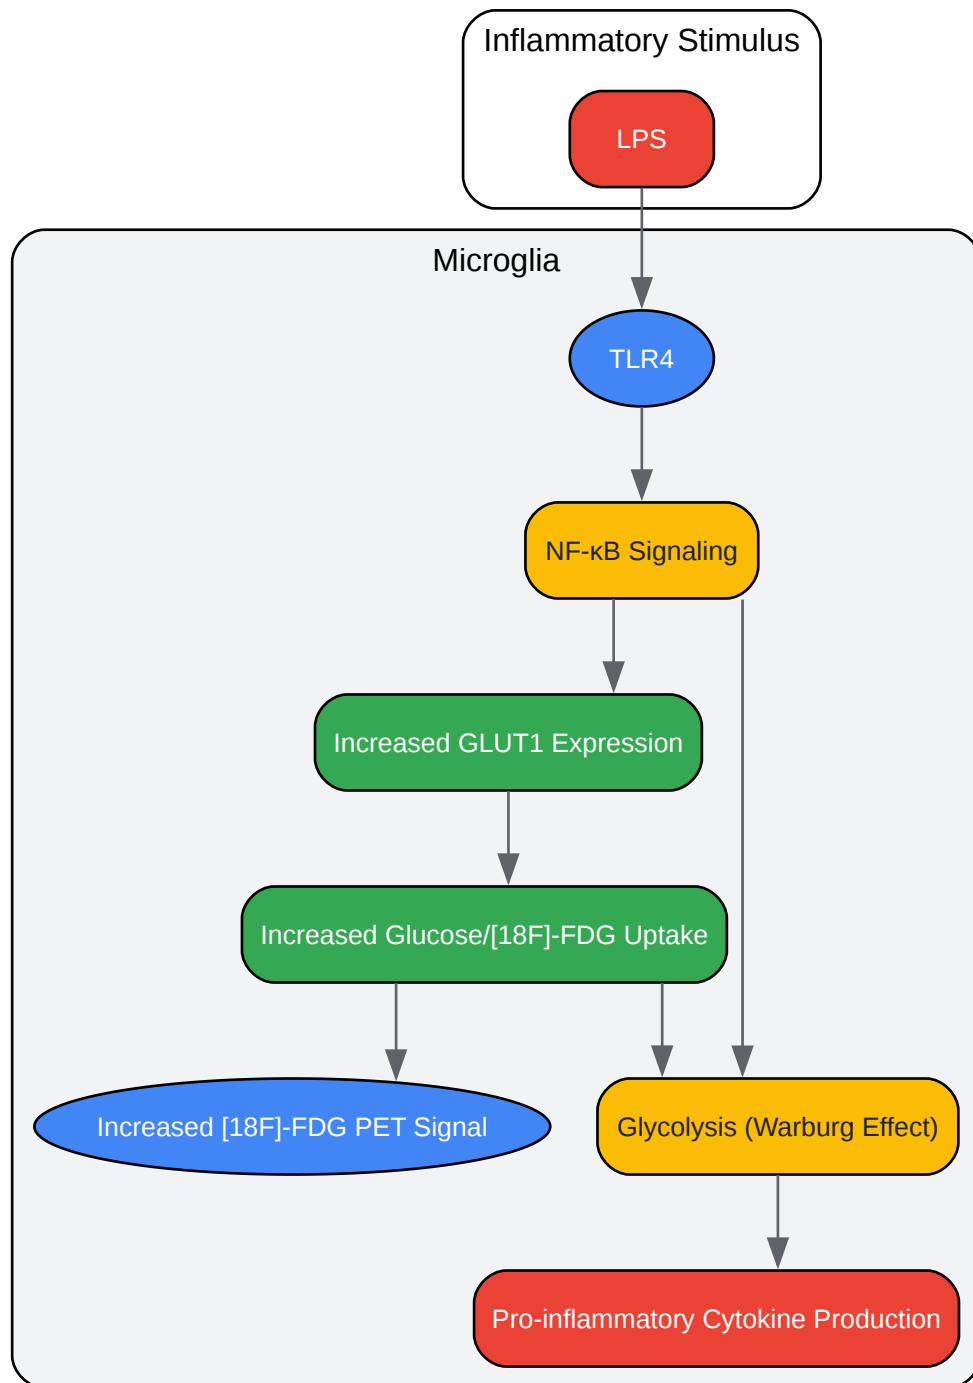 Inflammatory Stimulus
LPS
Microglia
TLR4
NF-κB Signaling
Increased GLUT1 Expression
Increased Glucose/[18F]-FDG Uptake
Increased [18F]-FDG PET Signal
Glycolysis (Warburg Effect)
Pro-inflammatory Cytokine Production